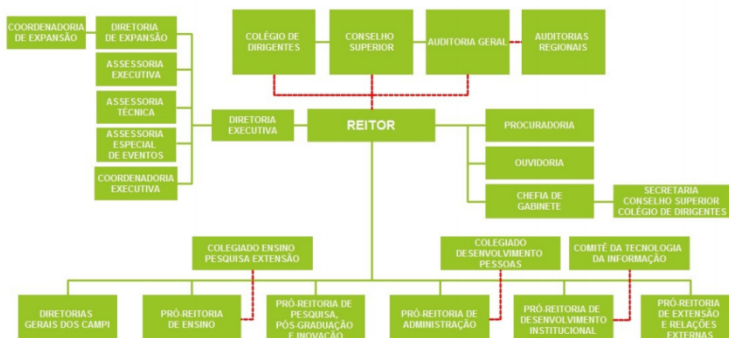 COORDENADORIA
DE EXPANSÃO
DIRETORIA
DE EXPANSÃO
ASSESSORIA
EXECUTIVA
ASSESSORIA
TÉCNICA
ASSESSORIA
ESPECIAL
DE EVENTOS
COORDENADORIA
EXECUTIVA
COLÉGIO DE
DIRIGENTES
CONSELHO
SUPERIOR
AUDITORIA GERAL
AUDITORIAS
REGIONAIS
DIRETORIA
EXECUTIVA
REITOR
PROCURADORIA
OUVIDORIA
CHEFIA DE
GABINETE
SECRETARIA
CONSELHO SUPERIOR
COLÉGIO DE DIRIGENTES
COLEGIADO ENSINO
PESQUISA EXTENSÃO
COLEGIADO
DESENVOLVIMENTO
PESSOAS
COMITÊ DA TECNOLOGIA
DA INFORMAÇÃO
DIRETORIAS
GERAIS DOS CAMPI
PRÓ-REITORIA
DE ENSINO
PRÓ-REITORIA DE
PESQUISA,
PÓS-GRADUAÇÃO
E INOVAÇÃO
PRÓ-REITORIA
DE ADMINISTRAÇÃO
PRÓ-REITORIA DE
DESENVOLVIMENTO
INSTITUCIONAL
PRÓ-REITORIA
DE EXTENSÃO
E RELAÇÕES
EXTERNAS